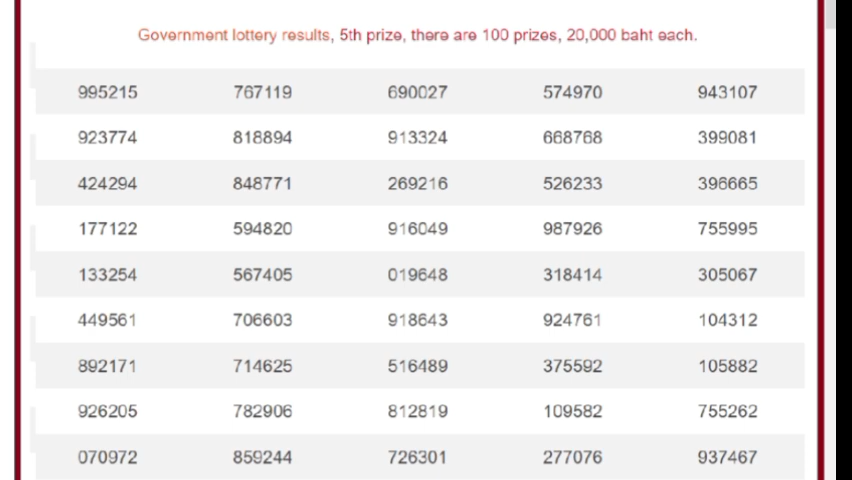 Government lottery results, 5th prize, there are 100 prizes, 20,000 baht each.
995215 767119 690027 574970 943107
923774 818894 913324 668768 399081
424294 848771 269216 526233 396665
177122 594820 916049 987926 755995
133254 567405 019648 318414 305067
449561 706603 918643 924761 104312
892171 714625 516489 375592 105882
926205 782906 812819 109582 755262
070972 859244 726301 277076 937467